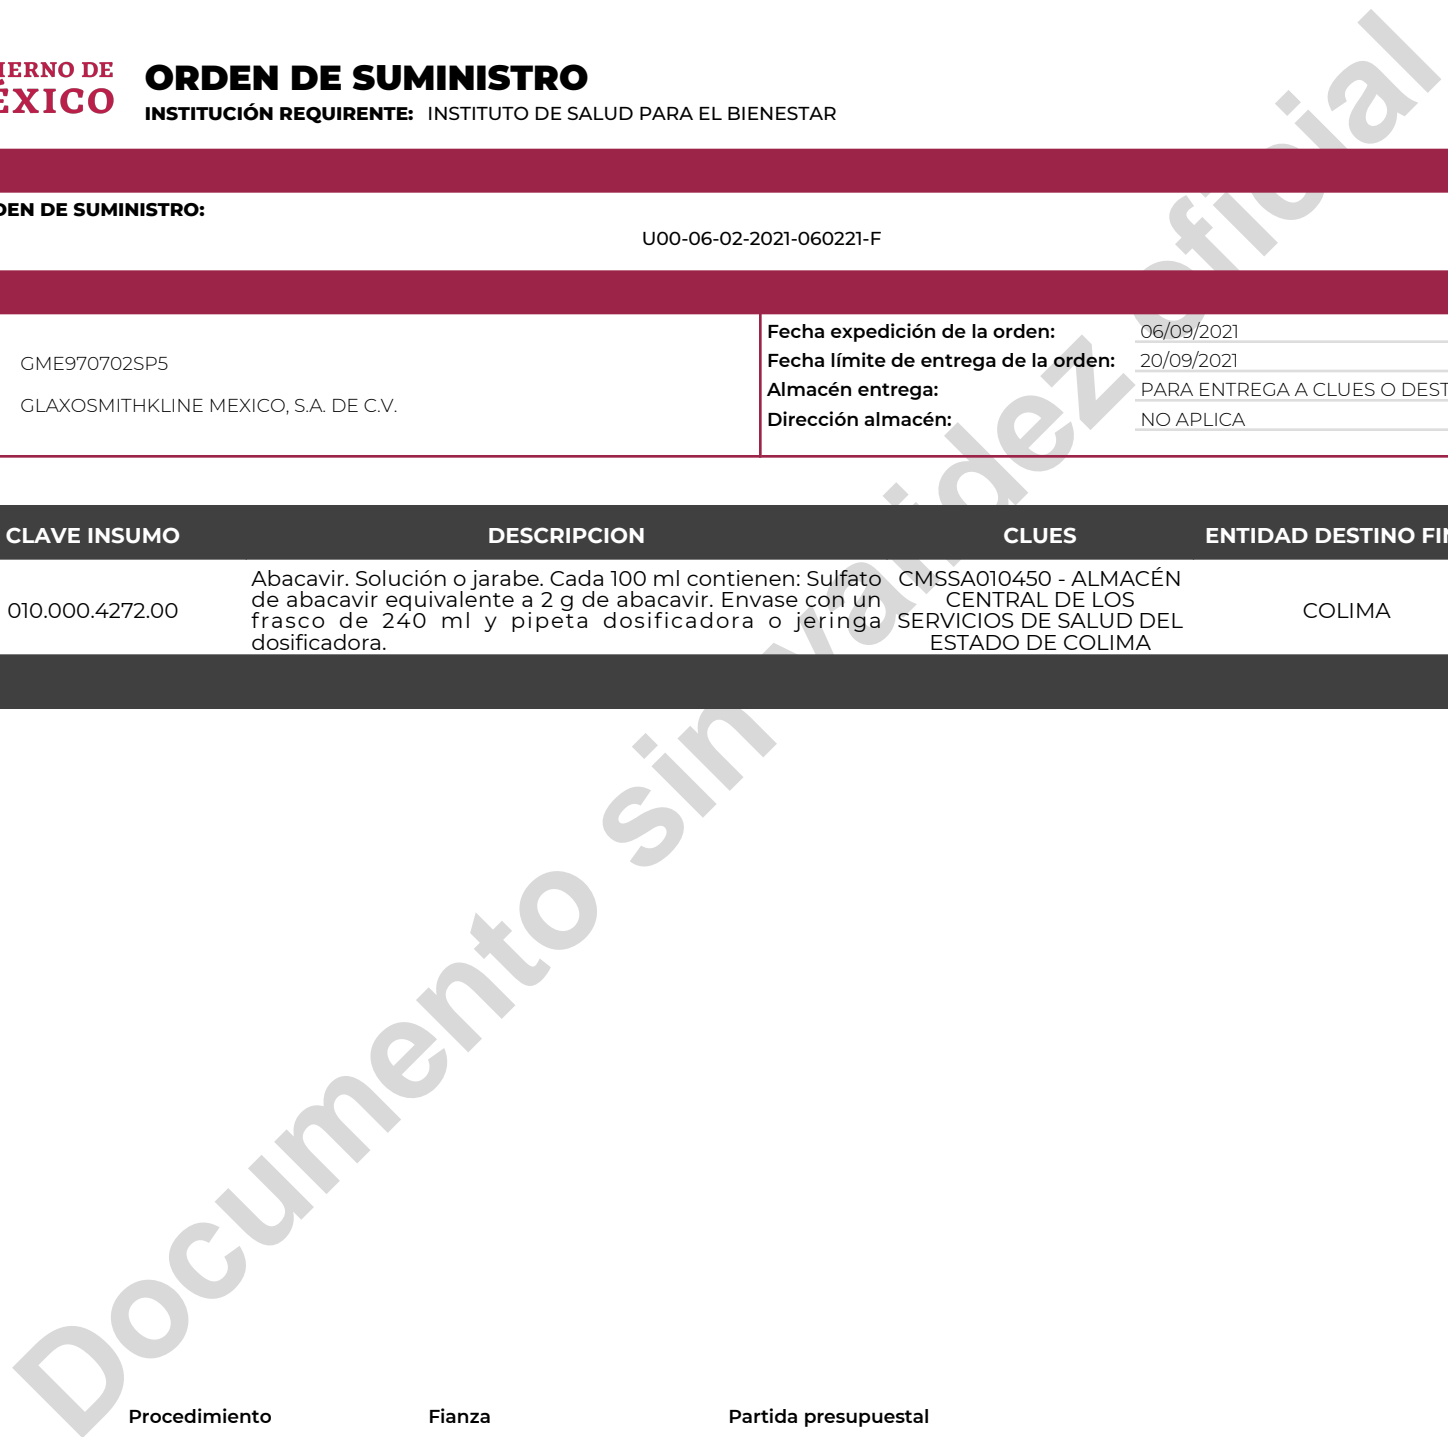 IERNO DE
ÉXICO
ORDEN DE SUMINISTRO
INSTITUCIÓN REQUIRENTE: INSTITUTO DE SALUD PARA EL BIENESTAR
DEN DE SUMINISTRO:
U00-06-02-2021-060221-F
GME970702SP5
GLAXOSMITHKLINE MEXICO, S.A. DE C.V.
Fecha expedición de la orden: 06/09/2021
Fecha límite de entrega de la orden: 20/09/2021
Almacén entrega: PARA ENTREGA A CLUES O DEST
Dirección almacén: NO APLICA
CLAVE INSUMO DESCRIPCION CLUES ENTIDAD DESTINO FIN
010.000.4272.00
Abacavir. Solución o jarabe. Cada 100 ml contienen: Sulfato
de abacavir equivalente a 2 g de abacavir. Envase con un
frasco de 240 ml y pipeta dosificadora o jeringa
dosificadora.
CMSSA010450 - ALMACÉN
CENTRAL DE LOS
SERVICIOS DE SALUD DEL
ESTADO DE COLIMA
COLIMA
Documento sin validez oficial
Procedimiento Fianza Partida presupuestal